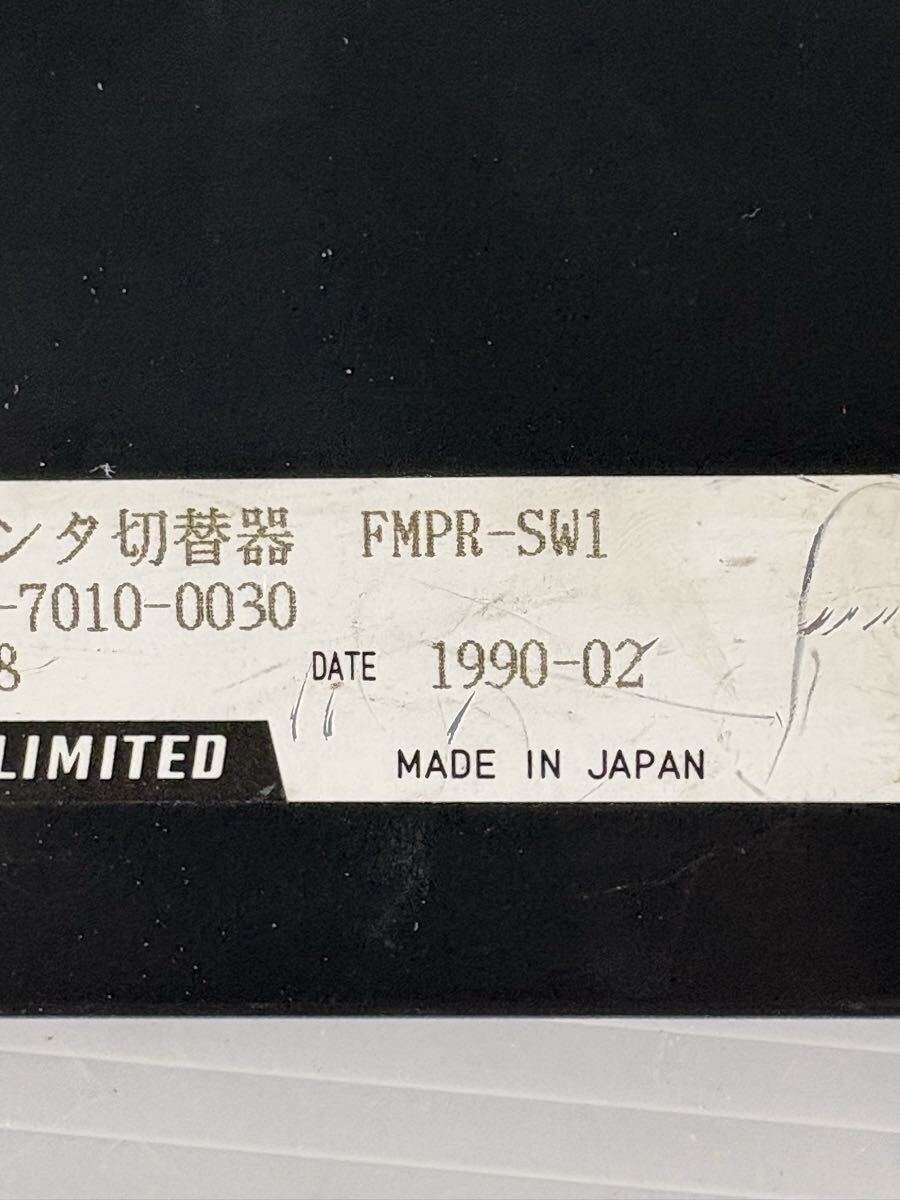 ンタ切替器 FMPR-SW1
-7010-0030
8 DATE 1990-02
LIMITED MADE IN JAPAN